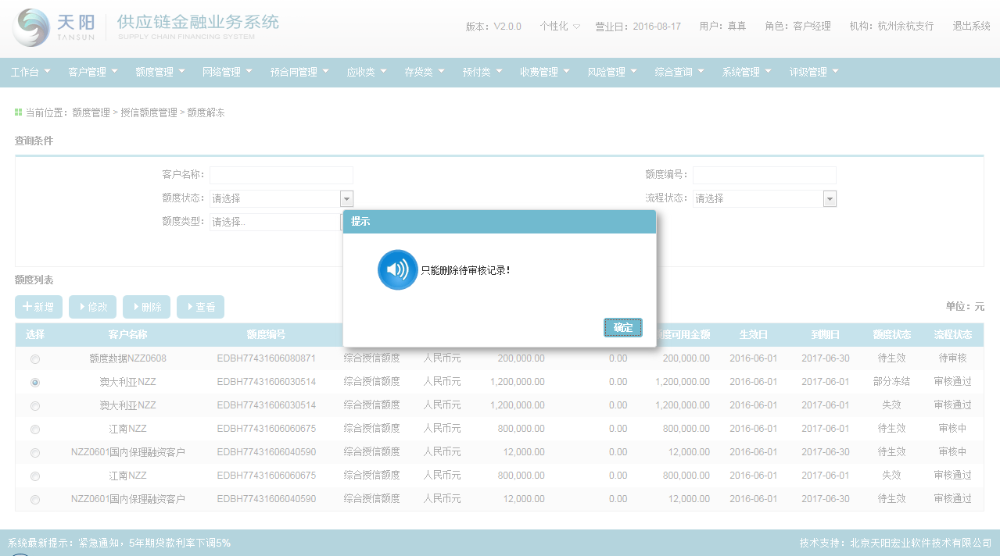 天阳 TANSUN 供应链金融业务系统 SUPPLY CHAIN FINANCING SYSTEM
版本：V2.0.0 个性化 营业日：2016-08-17 用户：真真 角色：客户经理 机构：杭州余杭支行 退出系统
工作台 客户管理 额度管理 网络管理 预合同管理 应收类 存货类 预付类 收费管理 风险管理 综合查询 系统管理 评级管理
当前位置：额度管理 > 授信额度管理 > 额度解冻
查询条件
客户名称： 额度编号：
额度状态： 请选择 流程状态： 请选择
额度类型： 请选择..
提示
只能删除待审核记录！
确定
额度列表
新增 修改 删除 查看 单位：元
选择 客户名称 额度编号 度可用金额 生效日 到期日 额度状态 流程状态
额度数据NZZ0608 EDBH77431606080871 综合授信额度 人民币元 200,000.00 0.00 200,000.00 2016-06-01 2017-06-30 待生效 待审核
澳大利亚NZZ EDBH77431606030514 综合授信额度 人民币元 1,200,000.00 0.00 1,200,000.00 2016-06-01 2017-06-01 部分冻结 审核通过
澳大利亚NZZ EDBH77431606030514 综合授信额度 人民币元 1,200,000.00 0.00 1,200,000.00 2016-06-01 2017-06-01 失效 审核通过
江南NZZ EDBH77431606060675 综合授信额度 人民币元 800,000.00 0.00 800,000.00 2016-06-01 2017-06-01 待生效 审核中
NZZ0601国内保理融资客户 EDBH77431606040590 综合授信额度 人民币元 12,000.00 0.00 12,000.00 2016-06-01 2017-06-30 待生效 审核中
江南NZZ EDBH77431606060675 综合授信额度 人民币元 800,000.00 0.00 800,000.00 2016-06-01 2017-06-01 失效 审核通过
NZZ0601国内保理融资客户 EDBH77431606040590 综合授信额度 人民币元 12,000.00 0.00 12,000.00 2016-06-01 2017-06-30 待生效 审核通过
系统最新提示：紧急通知，5年期贷款利率下调5% 技术支持：北京天阳宏业软件技术有限公司